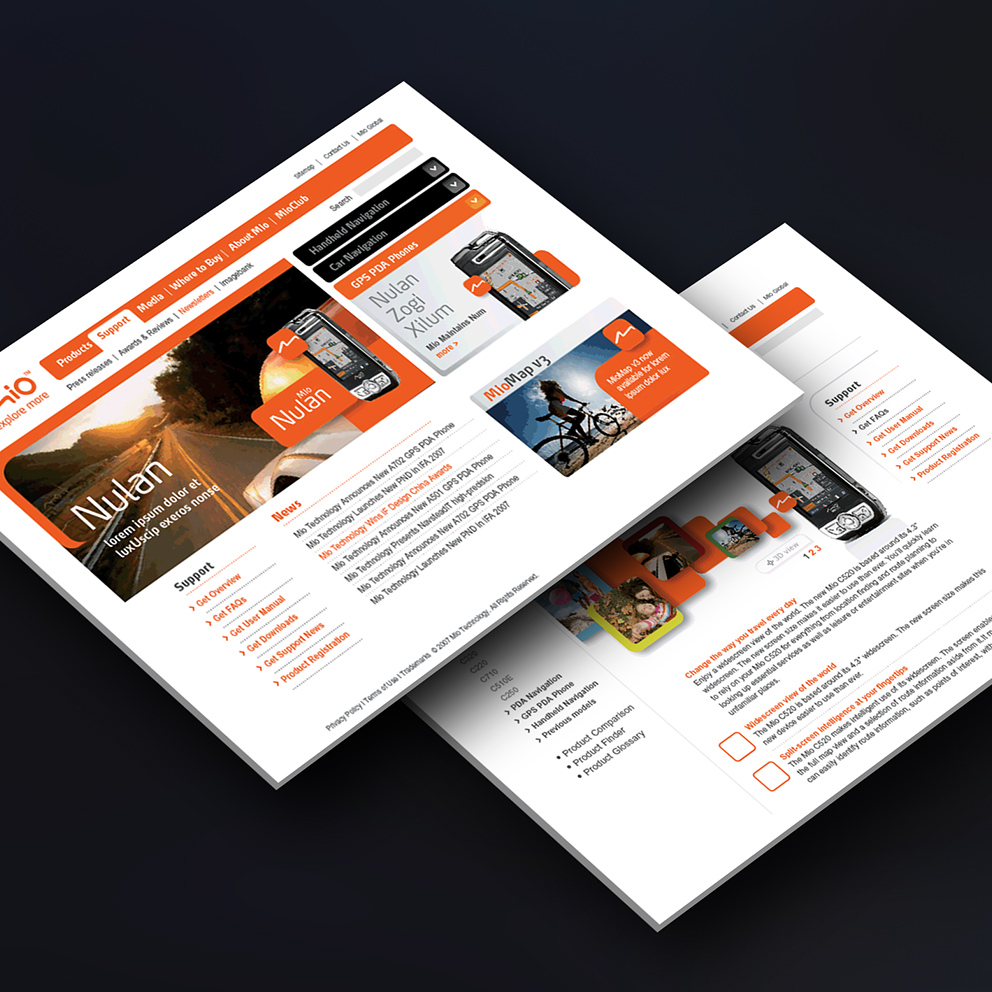 Sitemap | Contact Us | Mio Global
Products | Support | Media | Where to Buy | About Mio | MioClub
Press releases | Awards & Reviews | Newsletters | Imagebank
Search
mio™
explore more
Handheld Navigation
Car Navigation
GPS PDA Phones
Nulan
Zogi
Xilum
Mio Maintains Num
more >
Mio
Nulan
Nulan
lorem ipsum dolor et
luxUscip exeros nonse
MioMap v3
MioMap v3 now
available for lorem
ipsum dolor lux
News
Mio Technology Announces New A702 GPS PDA Phone
Mio Technology Launches New PND in IFA 2007
Mio Technology Wins iF Design China Awards
Mio Technology Announces New A501 GPS PDA Phone
Mio Technology Presents NavsteadiT high-precision
Mio Technology Announces New A702 GPS PDA Phone
Mio Technology Launches New PND in IFA 2007
Support
> Get Overview
> Get FAQs
> Get User Manual
> Get Downloads
> Get Support News
> Product Registration
Privacy Policy | Terms of Use | Trademarks © 2007 Mio Technology. All Rights Reserved.
| Contact Us | Mio Global
Support
> Get Overview
> Get FAQs
> Get User Manual
> Get Downloads
> Get Support News
> Product Registration
3D view
1 2 3
Change the way you travel every day
Enjoy a widescreen view of the world. The new Mio C520 is based around its 4.3"
widescreen. The new screen size makes it easier to use than ever. You'll quickly learn
to rely on your Mio C520 for everything from location finding and route planning to
looking up essential services as well as leisure or entertainment sites when you're in
unfamiliar places.
Widescreen view of the world
The Mio C520 is based around its 4.3" widescreen. The new screen size makes this
new device easier to use than ever.
Split-screen intelligence at your fingertips
The Mio C520 makes intelligent use of its widescreen. The screen
the full map view and a selection of route information aside from it.
can easily identify route information, such as points of interest,
C230
C710
C510E
C250
> PDA Navigation
> GPS PDA Phone
> Handheld Navigation
> Previous models
• Product Comparison
• Product Finder
• Product Glossary